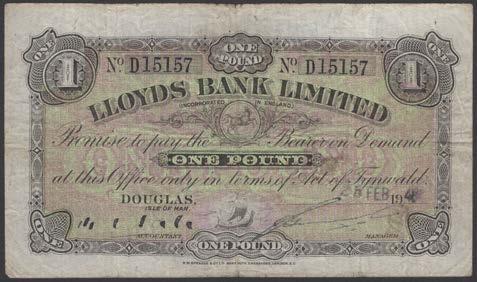 ONE
POUND
1 Nº D15157 Nº D15157 1
LLOYDS BANK LIMITED
(INCORPORATED IN ENGLAND)
Promise to pay the Bearer on Demand
ONE POUND
at this Office only in terms of Act of Tynwald.
DOUGLAS, FEB 19
ISLE OF MAN.
ACCOUNTANT MANAGER
ONE ONE POUND ONE